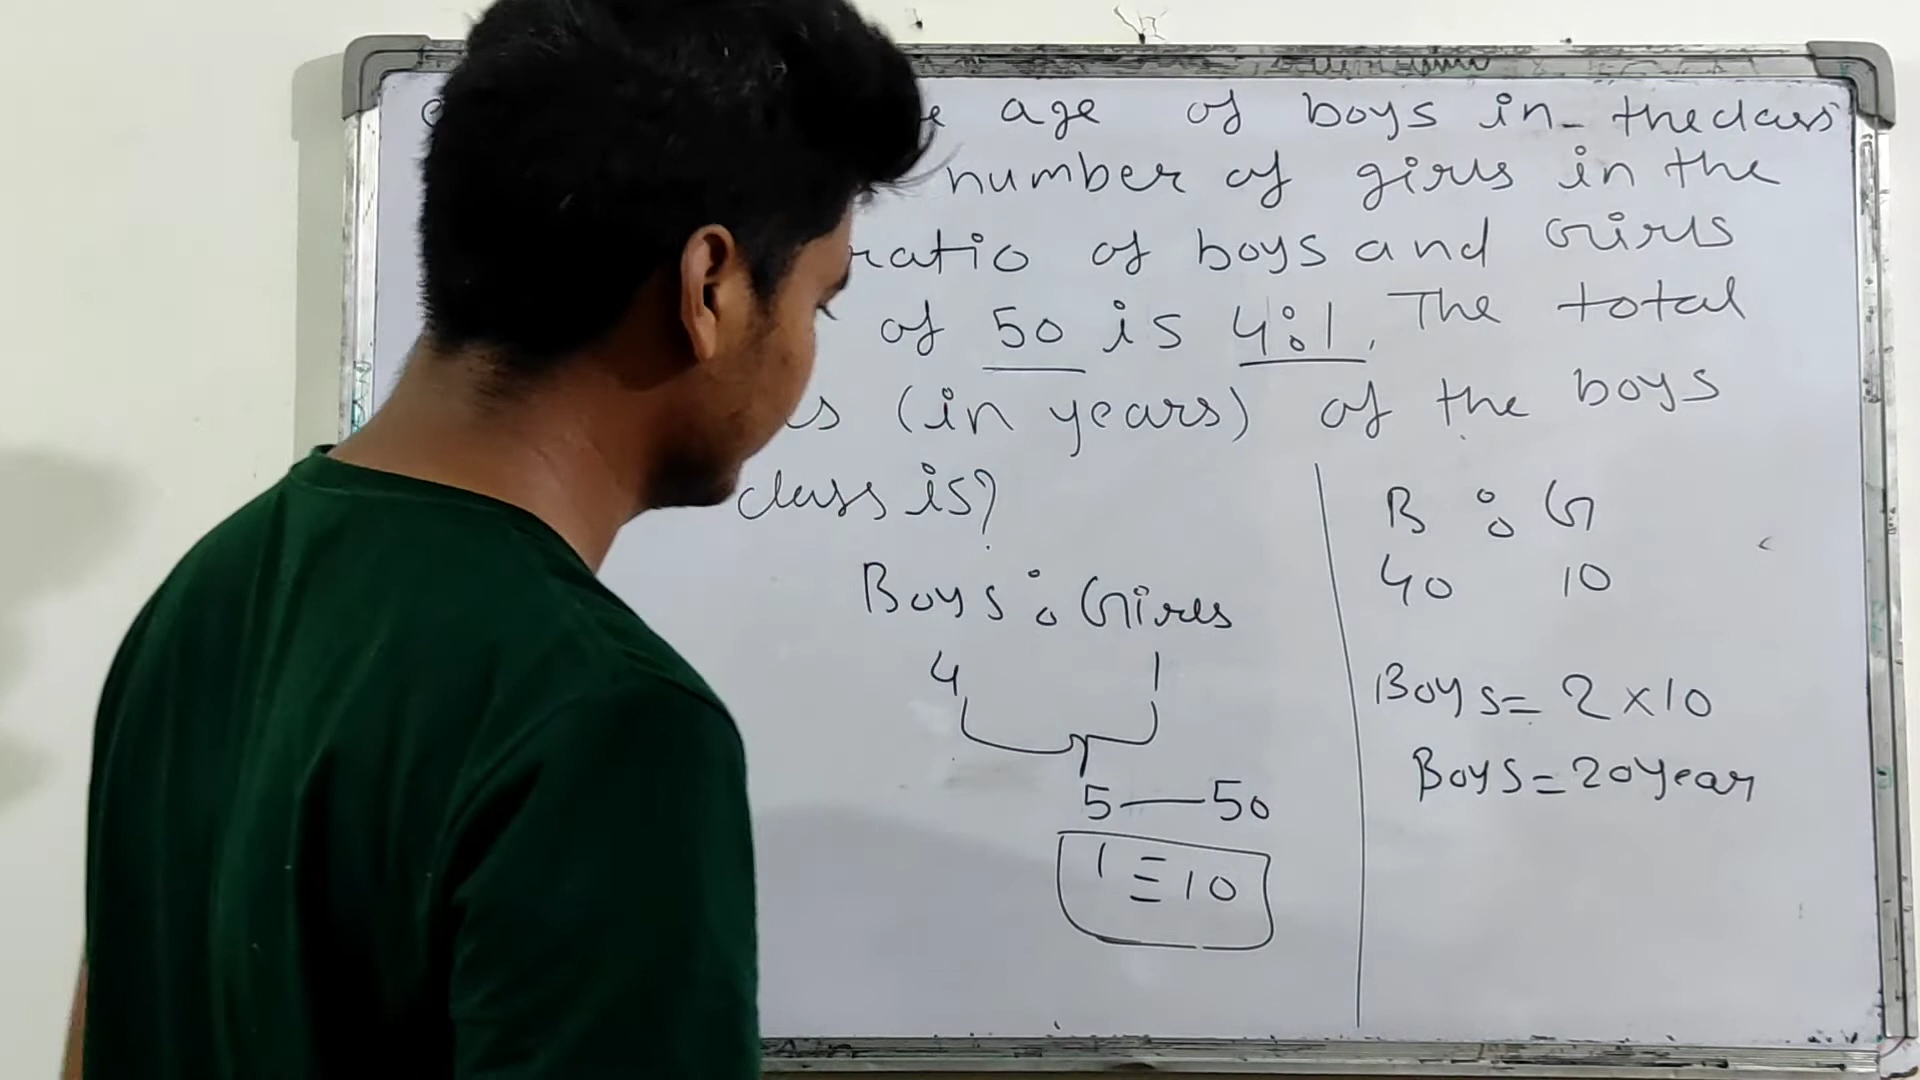 age of boys in the class
number of girls in the
ratio of boys and Girls
of 50 is 4:1. The total
(in years) of the boys
class is?
Boys : Girls
4 1
5 — 50
1 ≡ 10
B : G
40 10
Boys = 2 × 10
Boys = 20 year